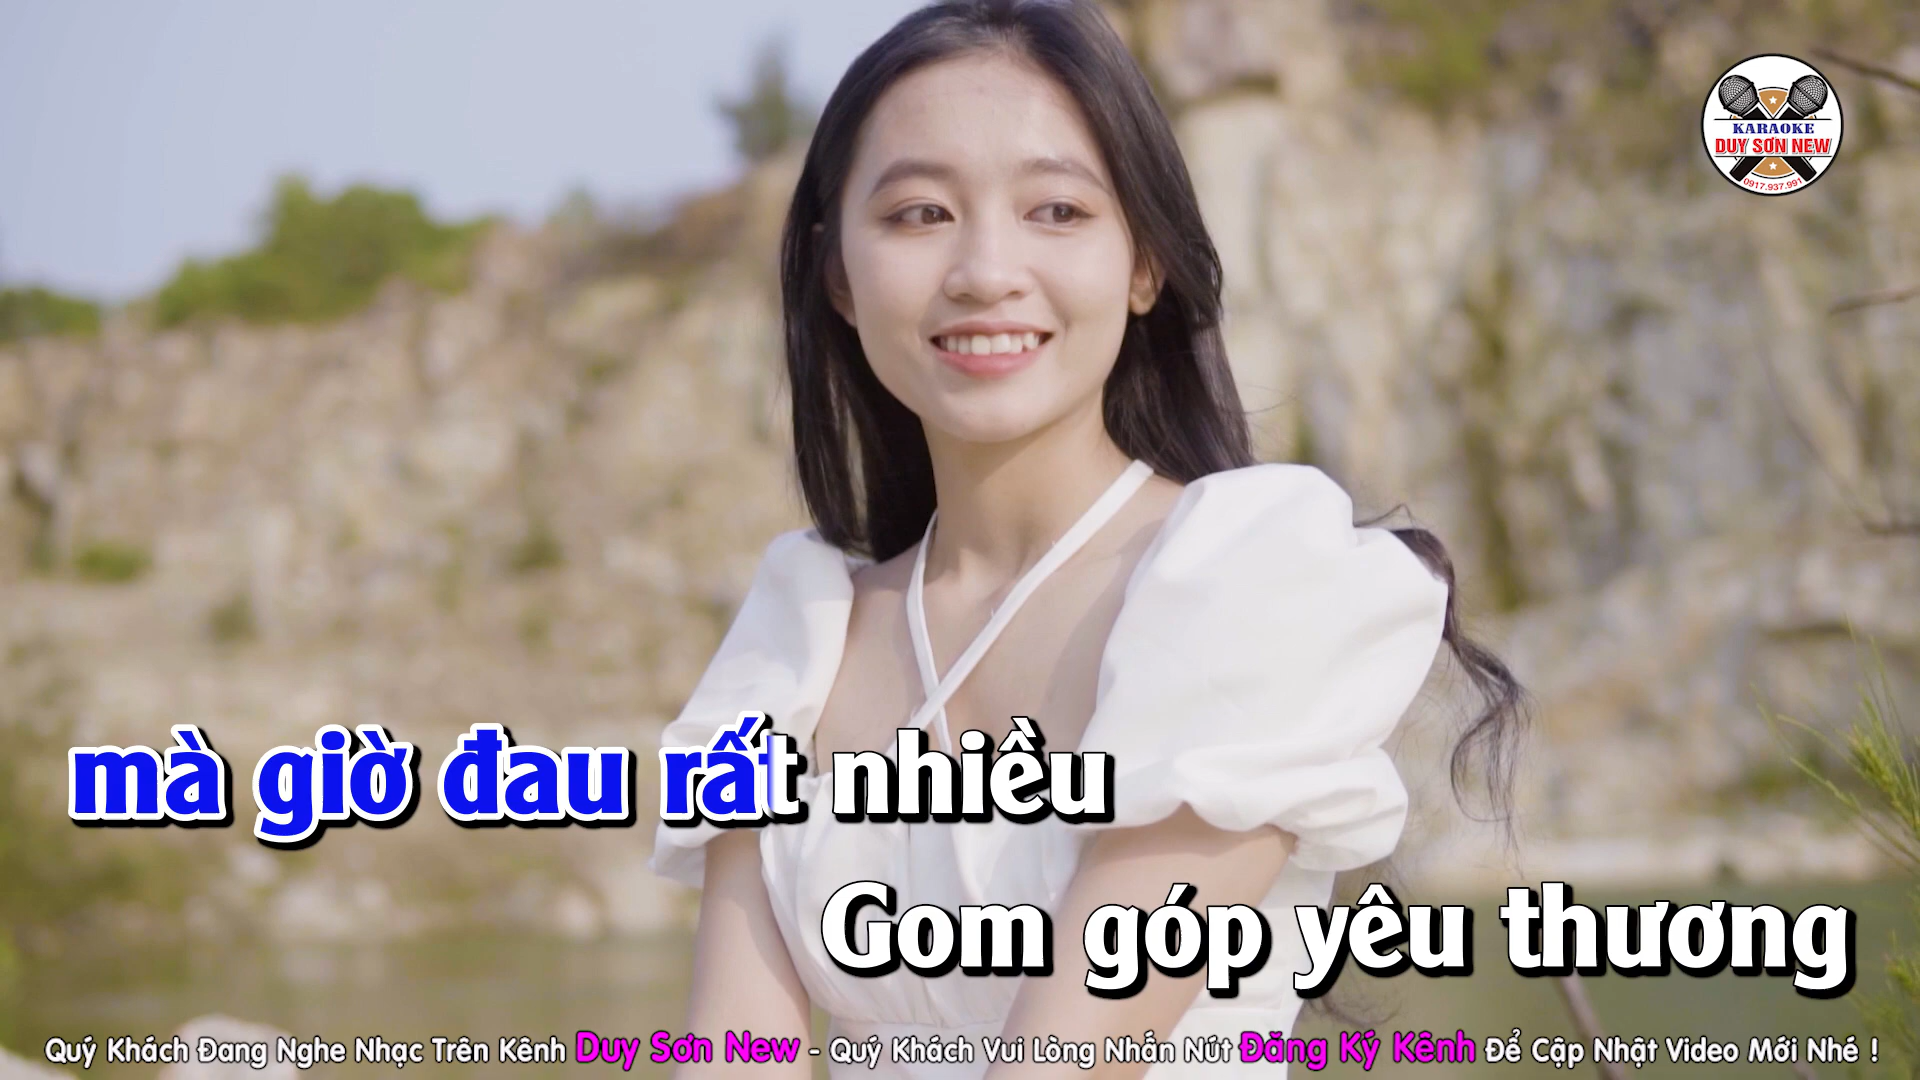 KARAOKE
DUY SƠN NEW
0917.937.991
mà giờ đau rất nhiều
Gom góp yêu thương
Quý Khách Đang Nghe Nhạc Trên Kênh Duy Sơn New - Quý Khách Vui Lòng Nhấn Nút Đăng Ký Kênh Để Cập Nhật Video Mới Nhé !